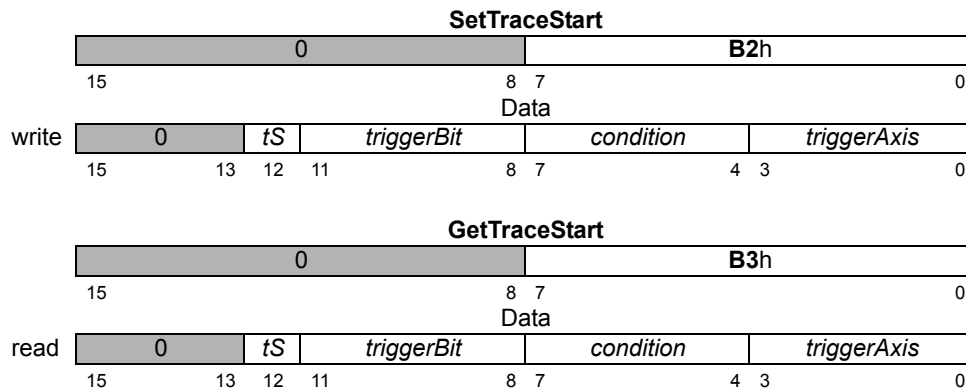 SetTraceStart
0 B2h
15 8 7 0
Data
write 0 tS triggerBit condition triggerAxis
15 13 12 11 8 7 4 3 0
GetTraceStart
0 B3h
15 8 7 0
Data
read 0 tS triggerBit condition triggerAxis
15 13 12 11 8 7 4 3 0